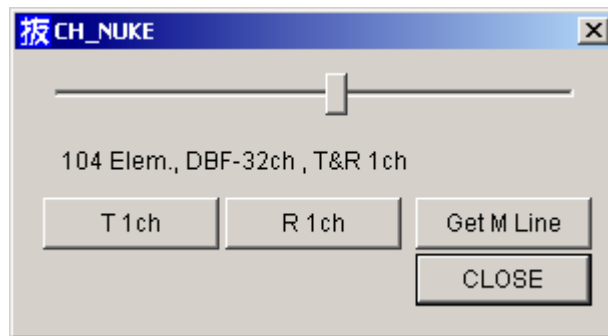 抜 CH_NUKE
104 Elem., DBF-32ch , T&R 1ch
T 1ch R 1ch Get M Line
CLOSE